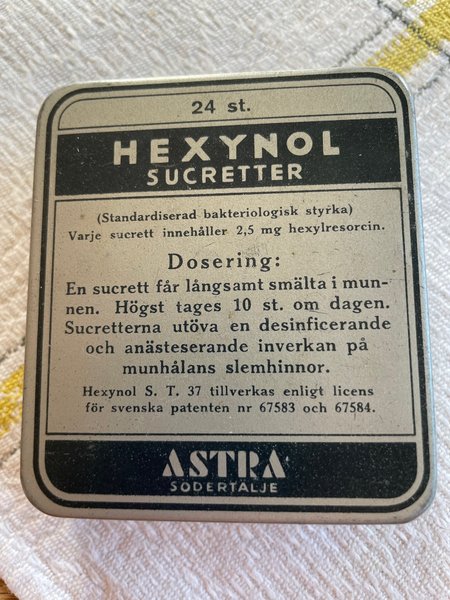 24 st.
HEXYNOL
SUCRETTER
(Standardiserad bakteriologisk styrka)
Varje sucrett innehåller 2,5 mg hexylresorcin.
Dosering:
En sucrett får långsamt smälta i mun-
nen. Högst tages 10 st. om dagen.
Sucretterna utöva en desinficerande
och anästeserande inverkan på
munhålans slemhinnor.
Hexynol S. T. 37 tillverkas enligt licens
för svenska patenten nr 67583 och 67584.
ASTRA
SÖDERTÄLJE